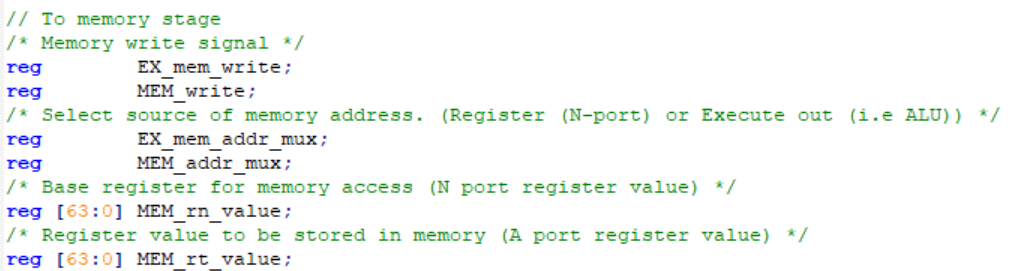 // To memory stage
/* Memory write signal */
reg        EX_mem_write;
reg        MEM_write;
/* Select source of memory address. (Register (N-port) or Execute out (i.e ALU)) */
reg        EX_mem_addr_mux;
reg        MEM_addr_mux;
/* Base register for memory access (N port register value) */
reg [63:0] MEM_rn_value;
/* Register value to be stored in memory (A port register value) */
reg [63:0] MEM_rt_value;